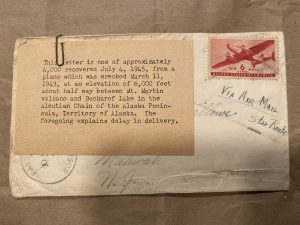 This letter is one of approximately
4,000 recovered July 4, 1945, from a
plane which was wrecked March 11,
1943, at an elevation of 6,000 feet
about half way between Mt. Martin
volcano and Becharof Lake in the
Aleutian Chain of the Alaska Penin-
sula, Territory of Alaska. The
foregoing explains delay in delivery.
6
Via Air Mail
Star Route